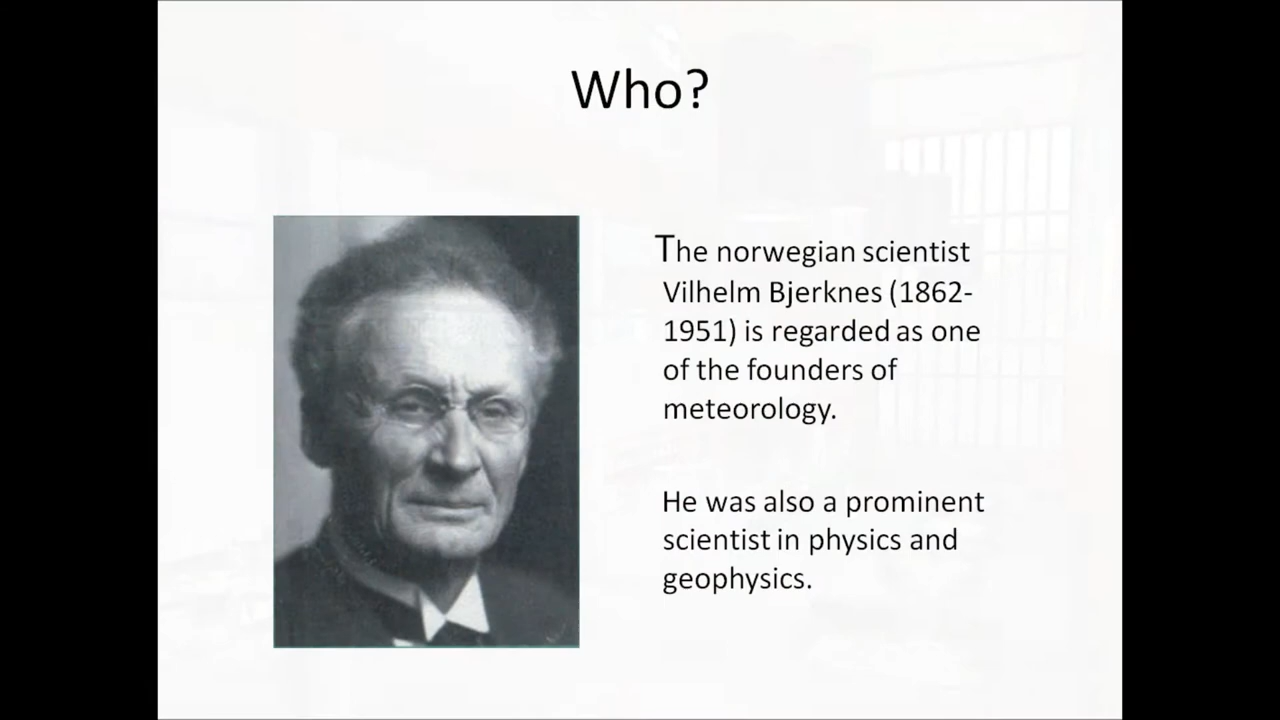 Who?
The norwegian scientist
Vilhelm Bjerknes (1862-
1951) is regarded as one
of the founders of
meteorology.
He was also a prominent
scientist in physics and
geophysics.